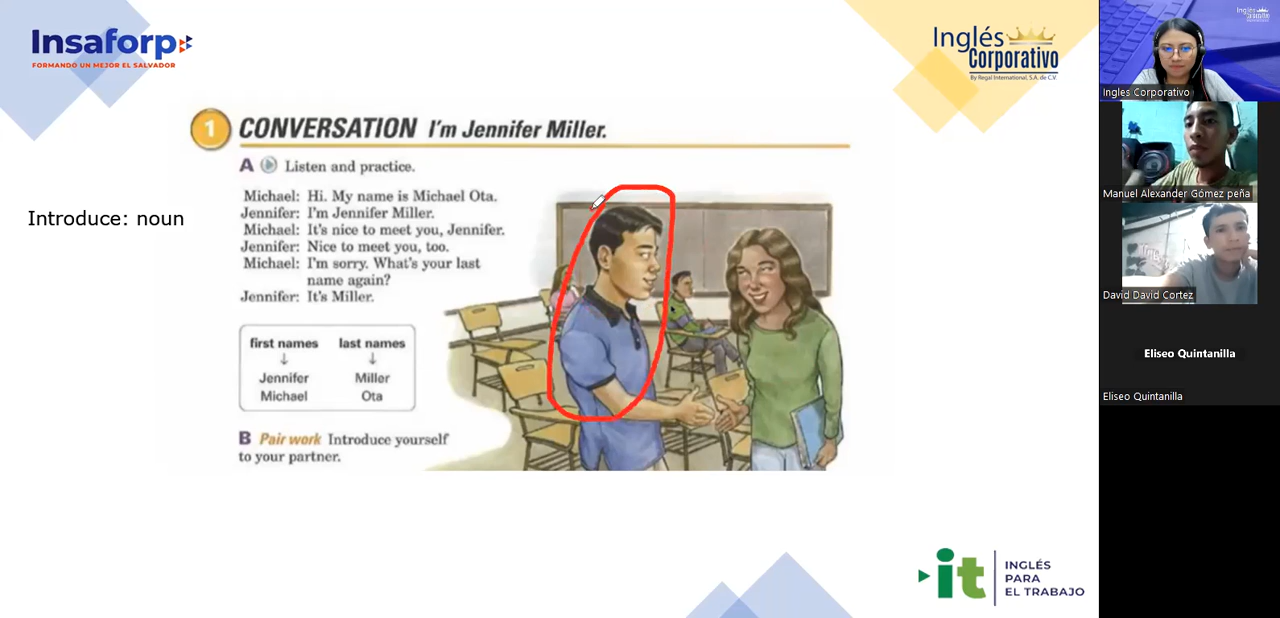 Insaforp
FORMANDO UN MEJOR EL SALVADOR
Inglés
Corporativo
By Regal International, S.A. de C.V.
1 CONVERSATION I'm Jennifer Miller.
A Listen and practice.
Michael: Hi. My name is Michael Ota.
Jennifer: I'm Jennifer Miller.
Michael: It's nice to meet you, Jennifer.
Jennifer: Nice to meet you, too.
Michael: I'm sorry. What's your last
name again?
Jennifer: It's Miller.
Introduce: noun
first names last names
Jennifer Miller
Michael Ota
B Pair work Introduce yourself
to your partner.
it INGLÉS
PARA
EL TRABAJO
Inglés
Corporativo
Ingles Corporativo
Manuel Alexander Gómez peña
David David Cortez
Eliseo Quintanilla
Eliseo Quintanilla